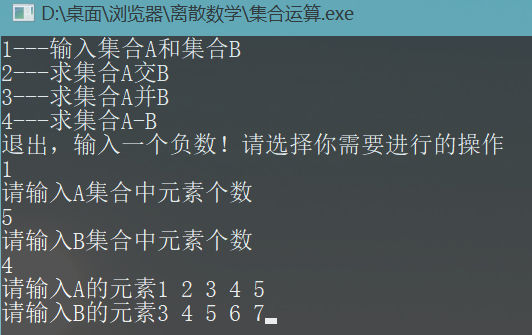 D:\桌面\浏览器\离散数学\集合运算.exe
1---输入集合A和集合B
2---求集合A交B
3---求集合A并B
4---求集合A-B
退出，输入一个负数！请选择你需要进行的操作
1
请输入A集合中元素个数
5
请输入B集合中元素个数
4
请输入A的元素1 2 3 4 5
请输入B的元素3 4 5 6 7